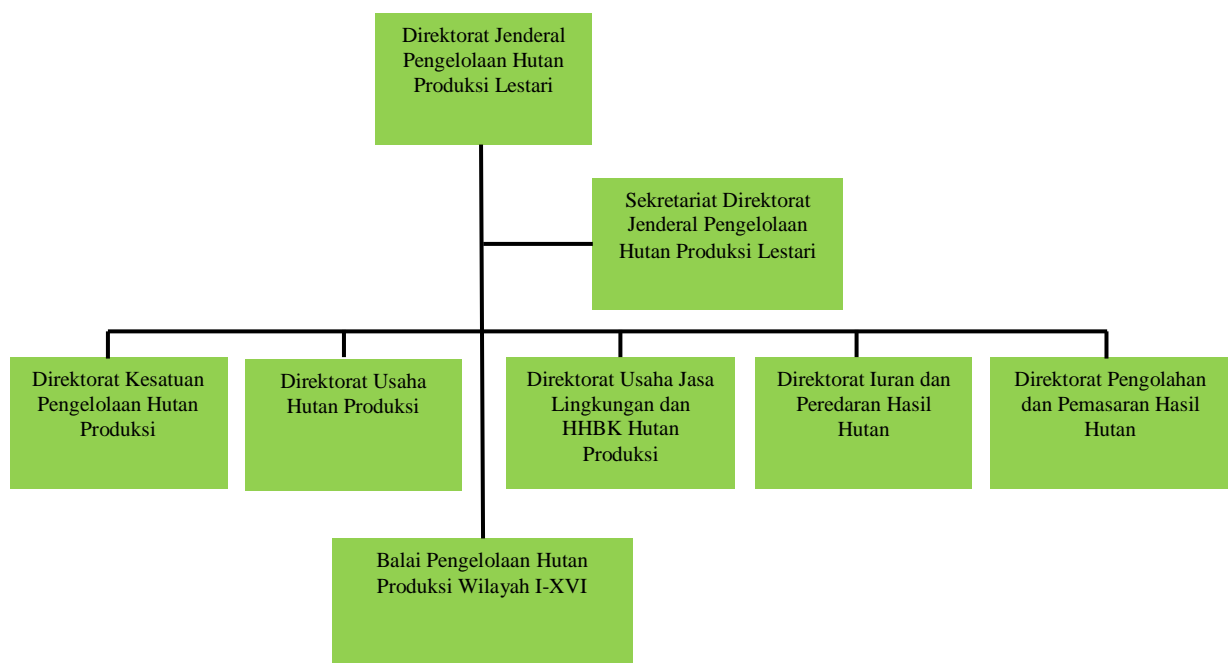 Direktorat Jenderal
Pengelolaan Hutan
Produksi Lestari
Sekretariat Direktorat
Jenderal Pengelolaan
Hutan Produksi Lestari
Direktorat Kesatuan
Pengelolaan Hutan
Produksi
Direktorat Usaha
Hutan Produksi
Direktorat Usaha Jasa
Lingkungan dan
HHBK Hutan
Produksi
Direktorat Iuran dan
Peredaran Hasil
Hutan
Direktorat Pengolahan
dan Pemasaran Hasil
Hutan
Balai Pengelolaan Hutan
Produksi Wilayah I-XVI